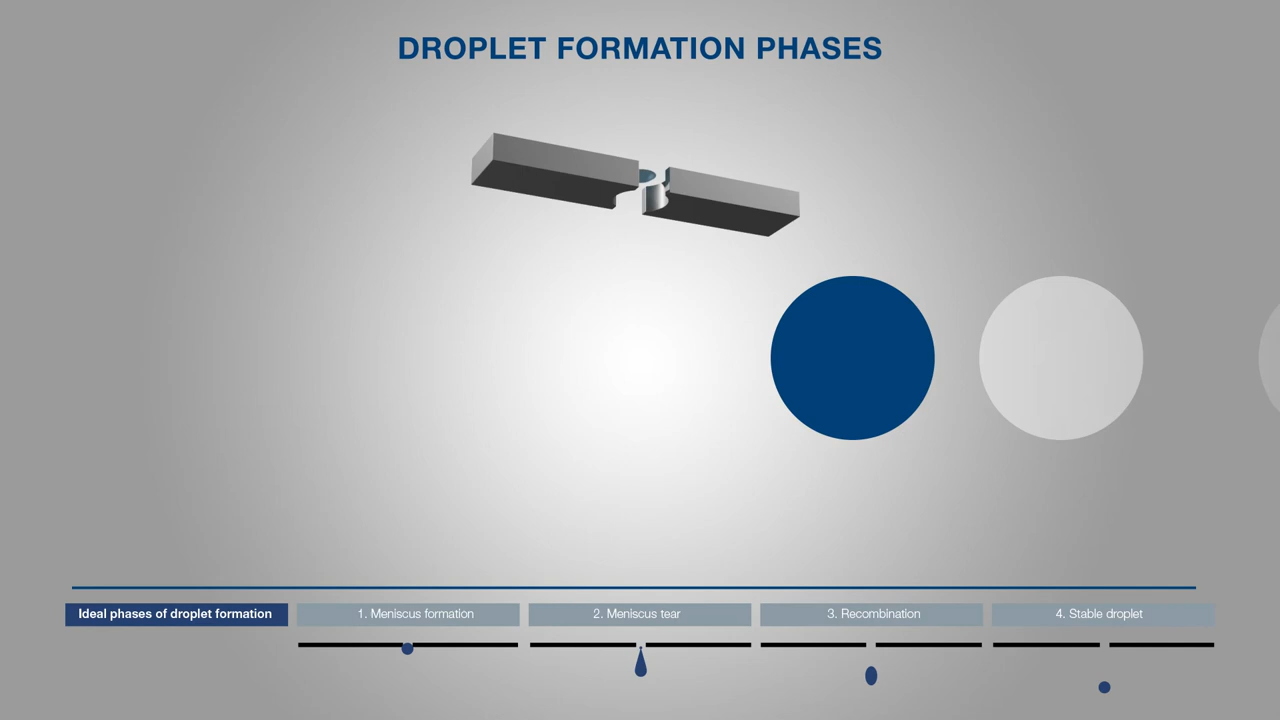 DROPLET FORMATION PHASES
Ideal phases of droplet formation
1. Meniscus formation
2. Meniscus tear
3. Recombination
4. Stable droplet